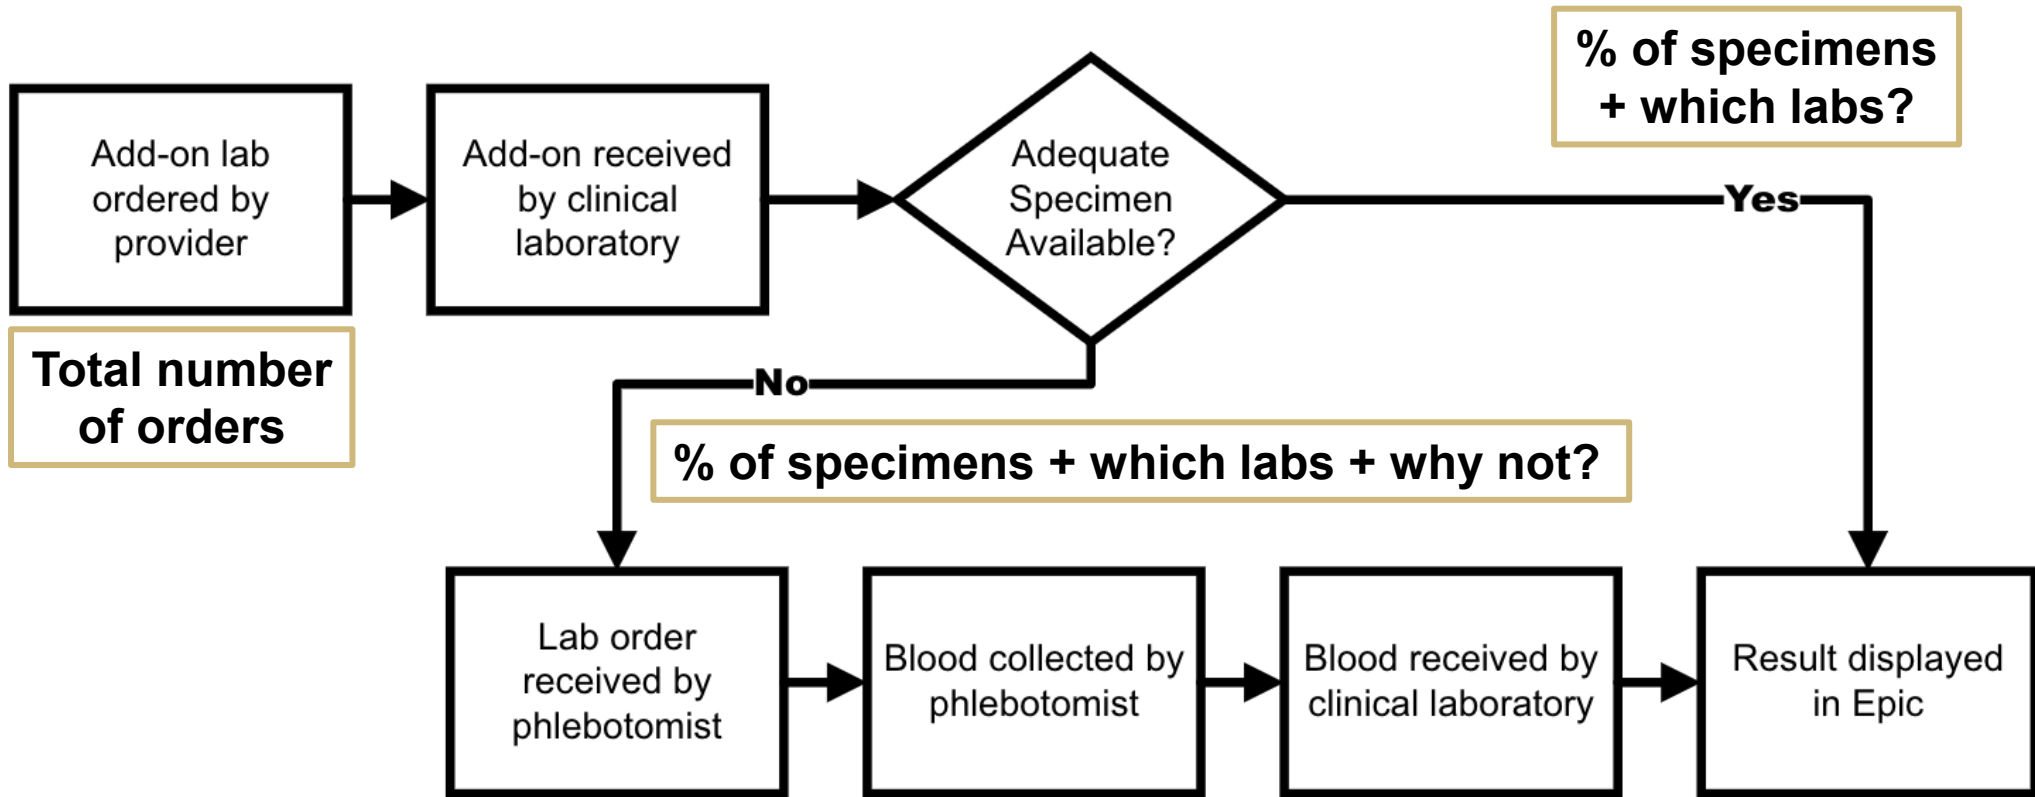 Add-on lab
ordered by
provider
Add-on received
by clinical
laboratory
Adequate
Specimen
Available?
% of specimens
+ which labs?
Yes
Total number
of orders
No
% of specimens + which labs + why not?
Lab order
received by
phlebotomist
Blood collected by
phlebotomist
Blood received by
clinical laboratory
Result displayed
in Epic